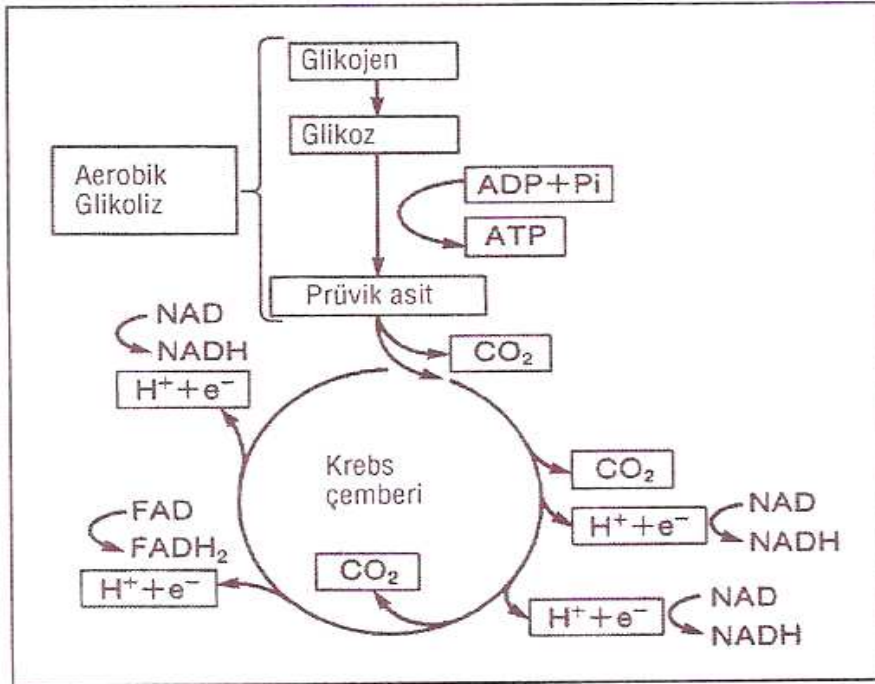 Glikojen
Glikoz
Aerobik
Glikoliz
ADP+Pi
ATP
Prüvik asit
NAD
NADH
H⁺+e⁻
CO₂
Krebs
çemberi
CO₂
H⁺+e⁻
NAD
NADH
FAD
FADH₂
H⁺+e⁻
CO₂
H⁺+e⁻
NAD
NADH